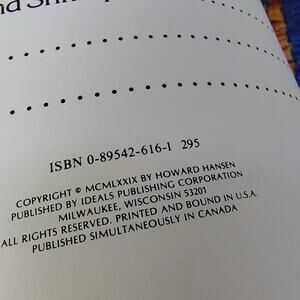 ISBN 0-89542-616-1 295
COPYRIGHT © MCMLXXIX BY HOWARD HANSEN
PUBLISHED BY IDEALS PUBLISHING CORPORATION
MILWAUKEE, WISCONSIN 53201
ALL RIGHTS RESERVED. PRINTED AND BOUND IN U.S.A.
PUBLISHED SIMULTANEOUSLY IN CANADA